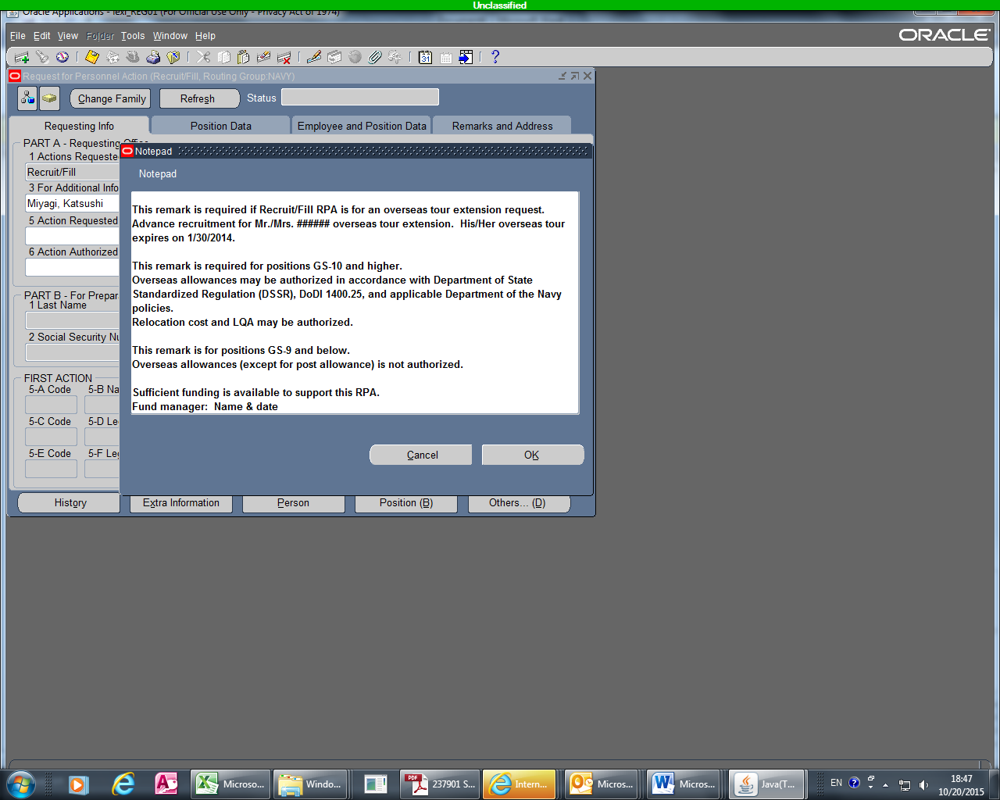 Unclassified
Oracle Applications - Texi_REG01 (For Official Use Only - Privacy Act of 1974)
File Edit View Folder Tools Window Help
ORACLE
Request for Personnel Action (Recruit/Fill, Routing Group:NAVY)
Change Family Refresh Status
Requesting Info Position Data Employee and Position Data Remarks and Address
PART A - Requesting Office
1 Actions Requeste
Notepad
Notepad
Recruit/Fill
3 For Additional Info
Miyagi, Katsushi
5 Action Requested
6 Action Authorized
This remark is required if Recruit/Fill RPA is for an overseas tour extension request.
Advance recruitment for Mr./Mrs. ###### overseas tour extension.  His/Her overseas tour
expires on 1/30/2014.
This remark is required for positions GS-10 and higher.
Overseas allowances may be authorized in accordance with Department of State
Standardized Regulation (DSSR), DoDI 1400.25, and applicable Department of the Navy
policies.
Relocation cost and LQA may be authorized.
This remark is for positions GS-9 and below.
Overseas allowances (except for post allowance) is not authorized.
Sufficient funding is available to support this RPA.
Fund manager:  Name & date
Cancel OK
PART B - For Prepar
1 Last Name
2 Social Security Nu
FIRST ACTION
5-A Code 5-B Na
5-C Code 5-D Le
5-E Code 5-F Leg
History Extra Information Person Position (B) Others... (D)
Microso... Windo... 237901 S... Intern... Micros... Micros... Java(T... EN 18:47
10/20/2015